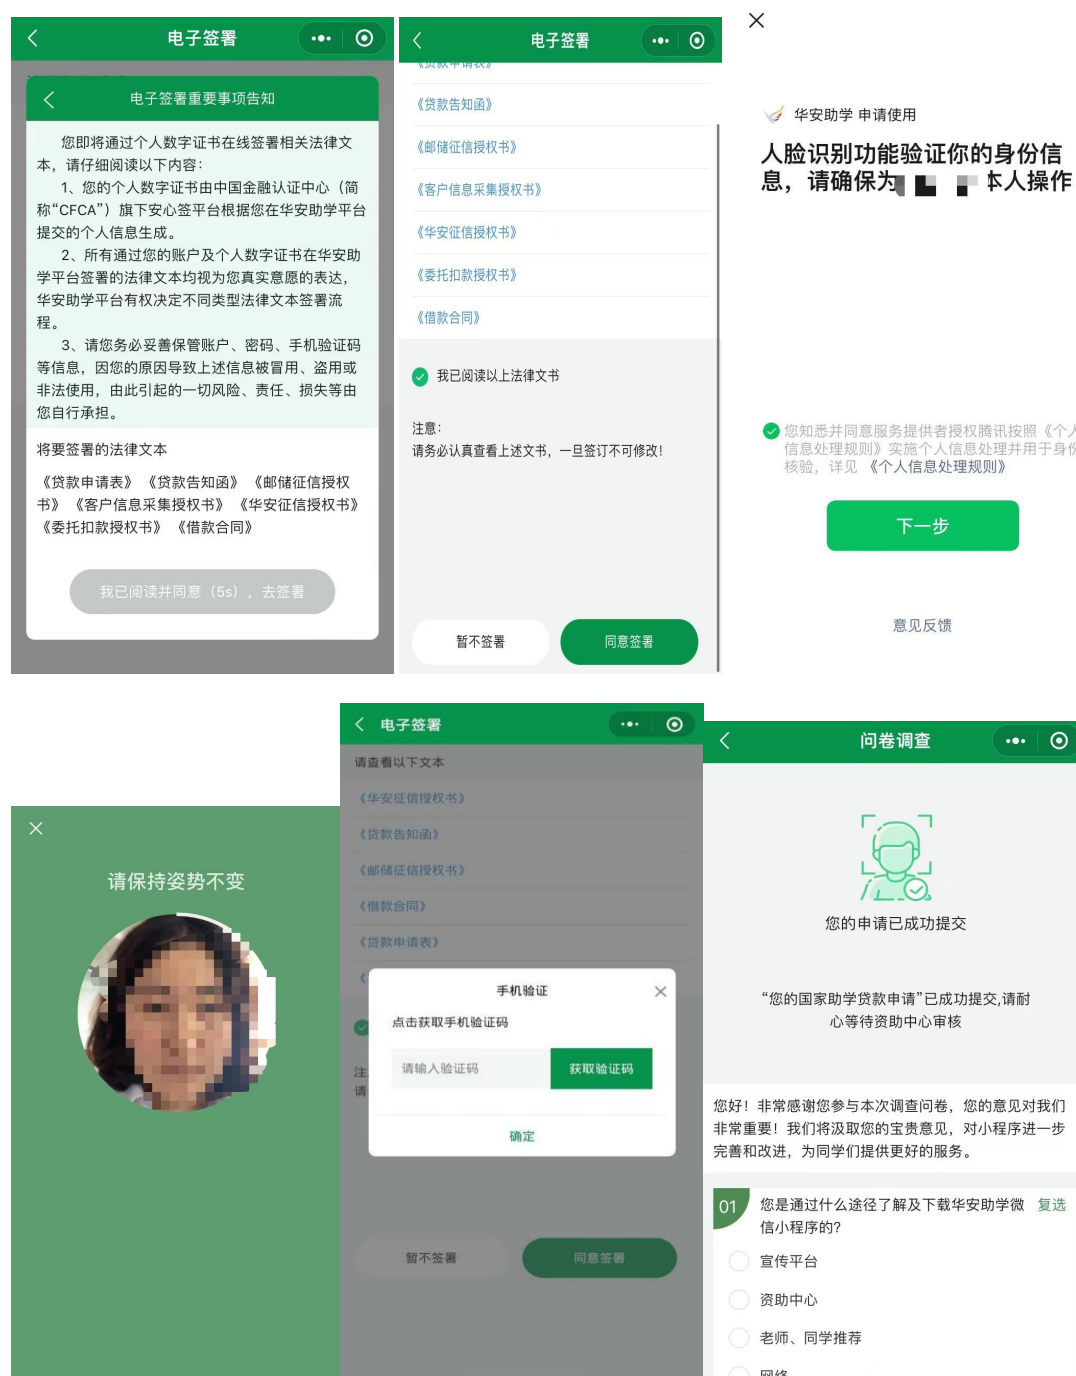 电子签署
电子签署重要事项告知
您即将通过个人数字证书在线签署相关法律文
本，请仔细阅读以下内容：
1、您的个人数字证书由中国金融认证中心（简
称“CFCA”）旗下安心签平台根据您在华安助学平台
提交的个人信息生成。
2、所有通过您的账户及个人数字证书在华安助
学平台签署的法律文本均视为您真实意愿的表达，
华安助学平台有权决定不同类型法律文本签署流
程。
3、请您务必妥善保管账户、密码、手机验证码
等信息，因您的原因导致上述信息被冒用、盗用或
非法使用，由此引起的一切风险、责任、损失等由
您自行承担。
将要签署的法律文本
《贷款申请表》 《贷款告知函》 《邮储征信授权
书》 《客户信息采集授权书》 《华安征信授权书》
《委托扣款授权书》 《借款合同》
我已阅读并同意（5s），去签署
电子签署
《贷款申请表》
《贷款告知函》
《邮储征信授权书》
《客户信息采集授权书》
《华安征信授权书》
《委托扣款授权书》
《借款合同》
我已阅读以上法律文书
注意：
请务必认真查看上述文书，一旦签订不可修改！
暂不签署
同意签署
华安助学 申请使用
人脸识别功能验证你的身份信
息，请确保为 本人操作
您知悉并同意服务提供者授权腾讯按照《个人
信息处理规则》实施个人信息处理并用于身份
核验，详见 《个人信息处理规则》
下一步
意见反馈
请保持姿势不变
电子签署
请查看以下文本
《华安征信授权书》
《贷款告知函》
《邮储征信授权书》
《借款合同》
《贷款申请表》
《
手机验证
点击获取手机验证码
注
请
请输入验证码
获取验证码
确定
暂不签署
同意签署
问卷调查
您的申请已成功提交
“您的国家助学贷款申请”已成功提交,请耐
心等待资助中心审核
您好！非常感谢您参与本次调查问卷，您的意见对我们
非常重要！我们将汲取您的宝贵意见，对小程序进一步
完善和改进，为同学们提供更好的服务。
01 您是通过什么途径了解及下载华安助学微 复选
信小程序的?
宣传平台
资助中心
老师、同学推荐
网络